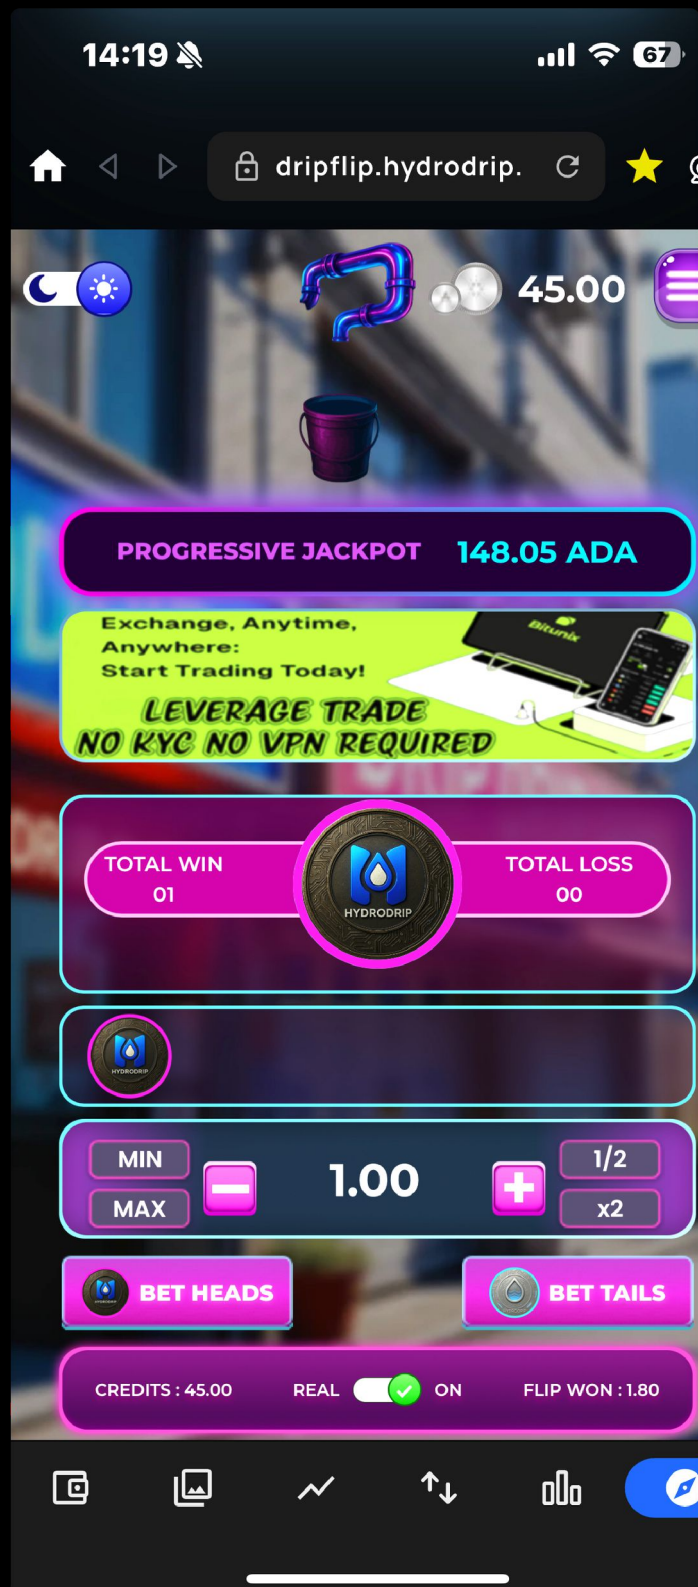 14:19
67
dripflip.hydrodrip.
45.00
PROGRESSIVE JACKPOT 148.05 ADA
Exchange, Anytime,
Anywhere:
Start Trading Today!
LEVERAGE TRADE
NO KYC NO VPN REQUIRED
Bitunix
TOTAL WIN
01
HYDRODRIP
TOTAL LOSS
00
HYDRODRIP
MIN
MAX
1.00
1/2
x2
BET HEADS
BET TAILS
CREDITS : 45.00 REAL ON FLIP WON : 1.80